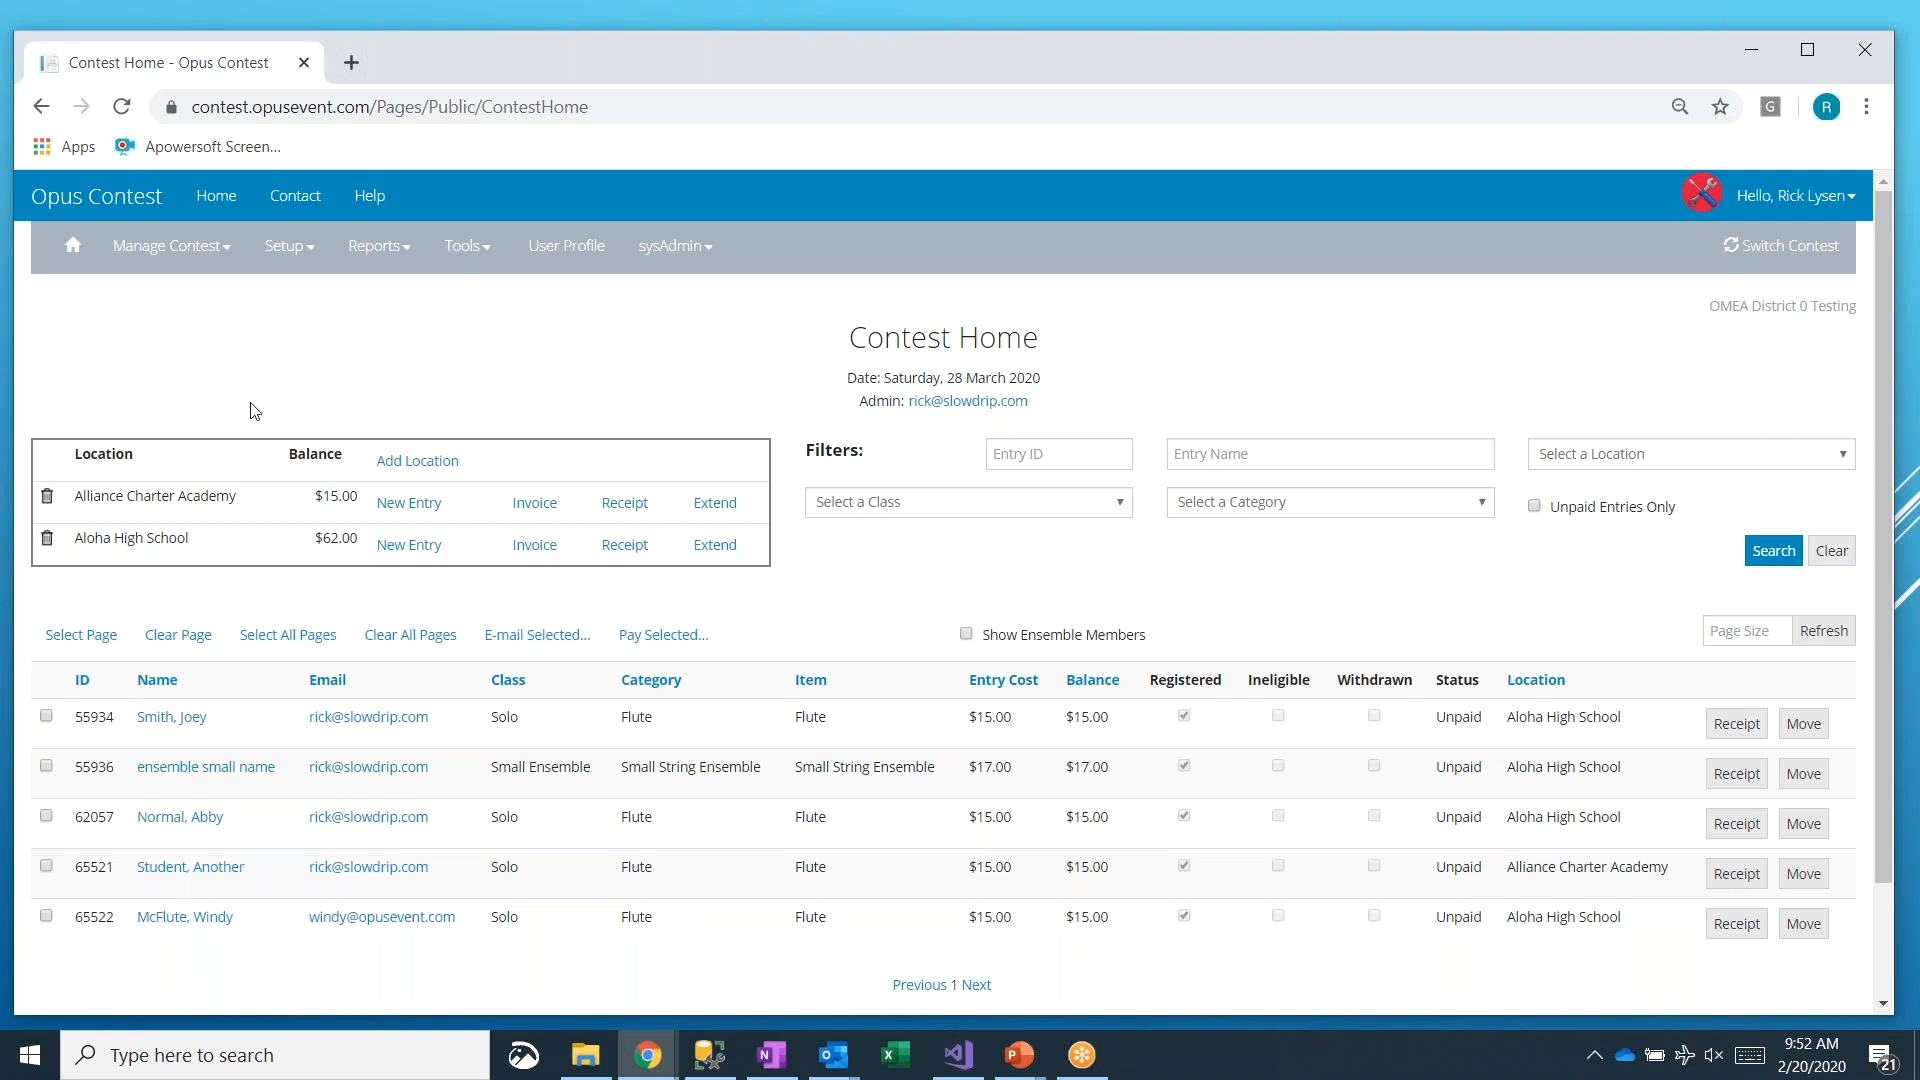 Contest Home - Opus Contest
contest.opusevent.com/Pages/Public/ContestHome
G
R
Apps Apowersoft Screen...
Opus Contest Home Contact Help Hello, Rick Lysen
Manage Contest Setup Reports Tools User Profile sysAdmin Switch Contest
OMEA District 0 Testing
Contest Home
Date: Saturday, 28 March 2020
Admin: rick@slowdrip.com
Location Balance Add Location
Alliance Charter Academy $15.00 New Entry Invoice Receipt Extend
Aloha High School $62.00 New Entry Invoice Receipt Extend
Filters: Entry ID Entry Name Select a Location
Select a Class Select a Category Unpaid Entries Only
Search Clear
Select Page Clear Page Select All Pages Clear All Pages E-mail Selected... Pay Selected... Show Ensemble Members Page Size Refresh
ID Name Email Class Category Item Entry Cost Balance Registered Ineligible Withdrawn Status Location
55934 Smith, Joey rick@slowdrip.com Solo Flute Flute $15.00 $15.00 Unpaid Aloha High School Receipt Move
55936 ensemble small name rick@slowdrip.com Small Ensemble Small String Ensemble Small String Ensemble $17.00 $17.00 Unpaid Aloha High School Receipt Move
62057 Normal, Abby rick@slowdrip.com Solo Flute Flute $15.00 $15.00 Unpaid Aloha High School Receipt Move
65521 Student, Another rick@slowdrip.com Solo Flute Flute $15.00 $15.00 Unpaid Alliance Charter Academy Receipt Move
65522 McFlute, Windy windy@opusevent.com Solo Flute Flute $15.00 $15.00 Unpaid Aloha High School Receipt Move
Previous 1 Next
Type here to search
N
O
X
P
9:52 AM
2/20/2020
21